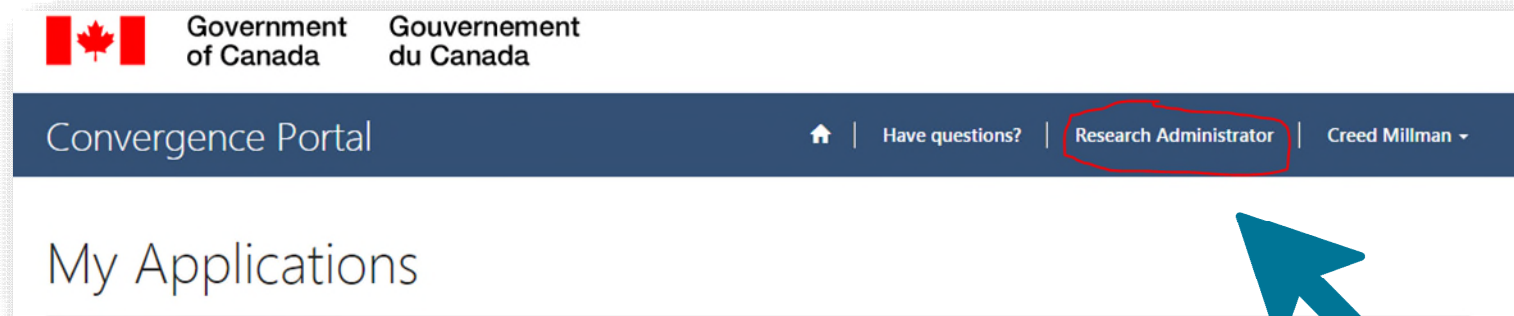 Government Gouvernement
of Canada du Canada
Convergence Portal | Have questions? | Research Administrator | Creed Millman
My Applications